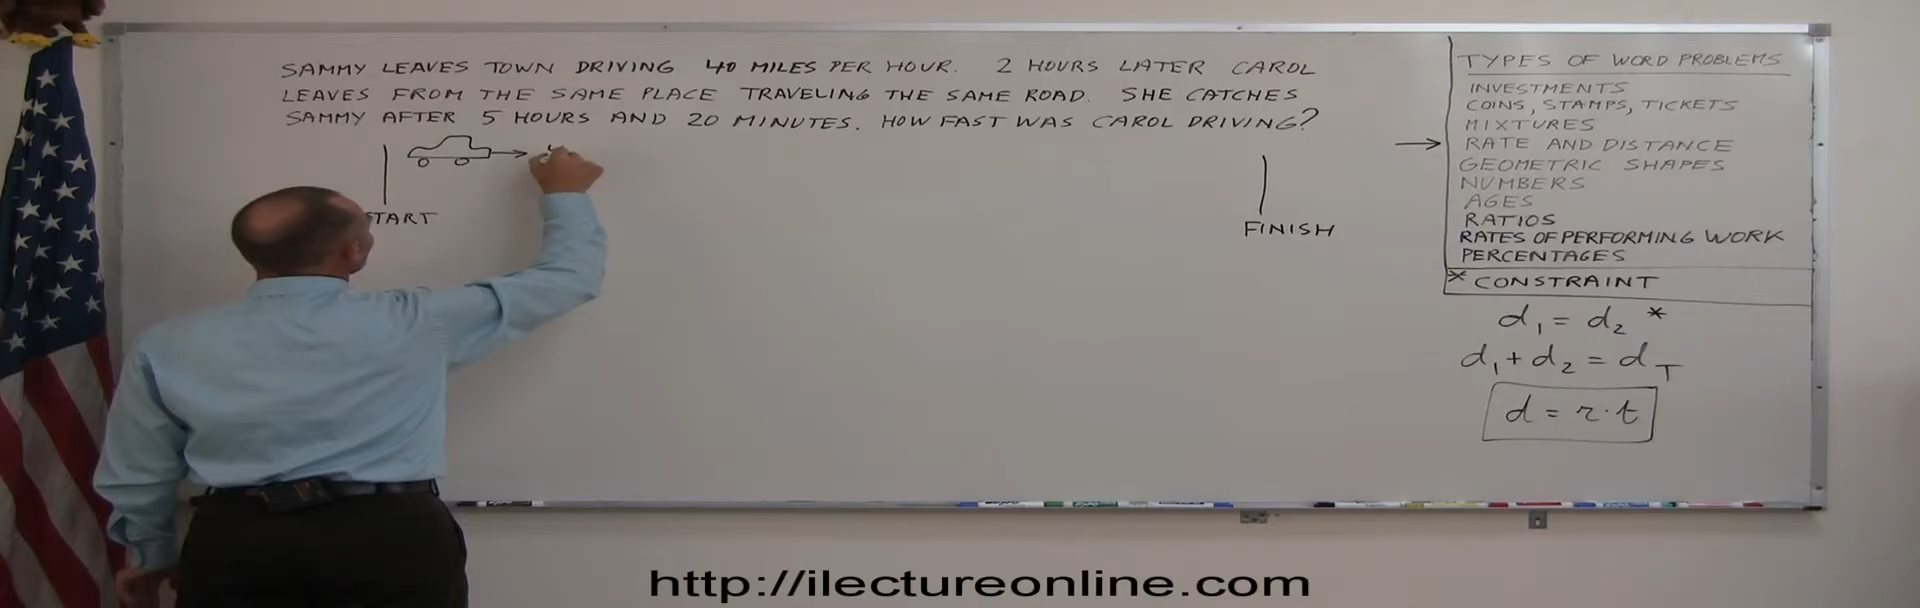 SAMMY LEAVES TOWN DRIVING 40 MILES PER HOUR. 2 HOURS LATER CAROL
LEAVES FROM THE SAME PLACE TRAVELING THE SAME ROAD. SHE CATCHES
SAMMY AFTER 5 HOURS AND 20 MINUTES. HOW FAST WAS CAROL DRIVING?
START
FINISH
TYPES OF WORD PROBLEMS
INVESTMENTS
COINS, STAMPS, TICKETS
MIXTURES
→ RATE AND DISTANCE
GEOMETRIC SHAPES
NUMBERS
AGES
RATIOS
RATES OF PERFORMING WORK
PERCENTAGES
* CONSTRAINT
d₁ = d₂ *
d₁ + d₂ = d_T
d = r · t
http://ilectureonline.com